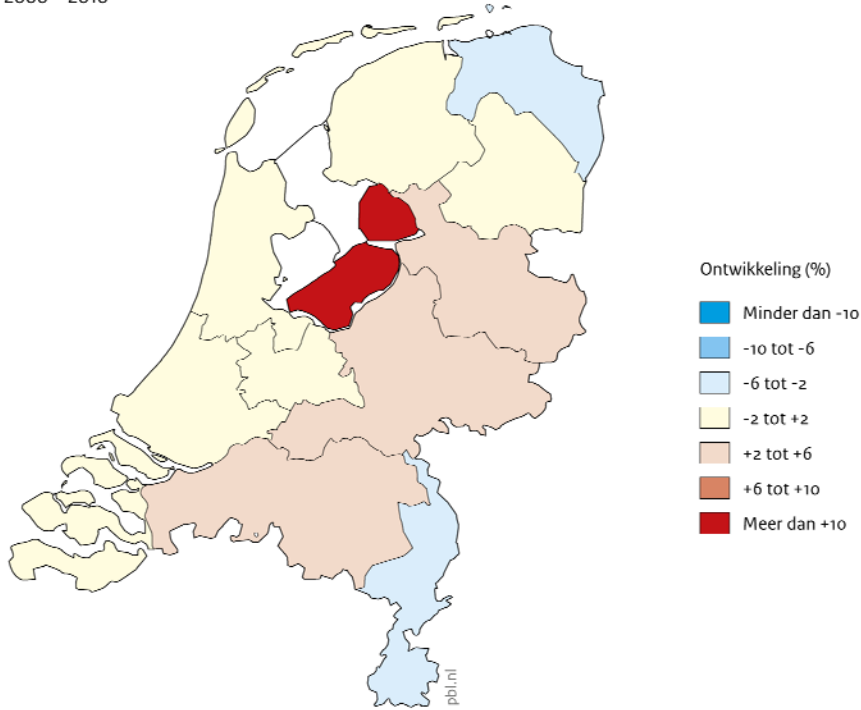 Ontwikkeling (%)
Minder dan -10
-10 tot -6
-6 tot -2
-2 tot +2
+2 tot +6
+6 tot +10
Meer dan +10
pbl.nl